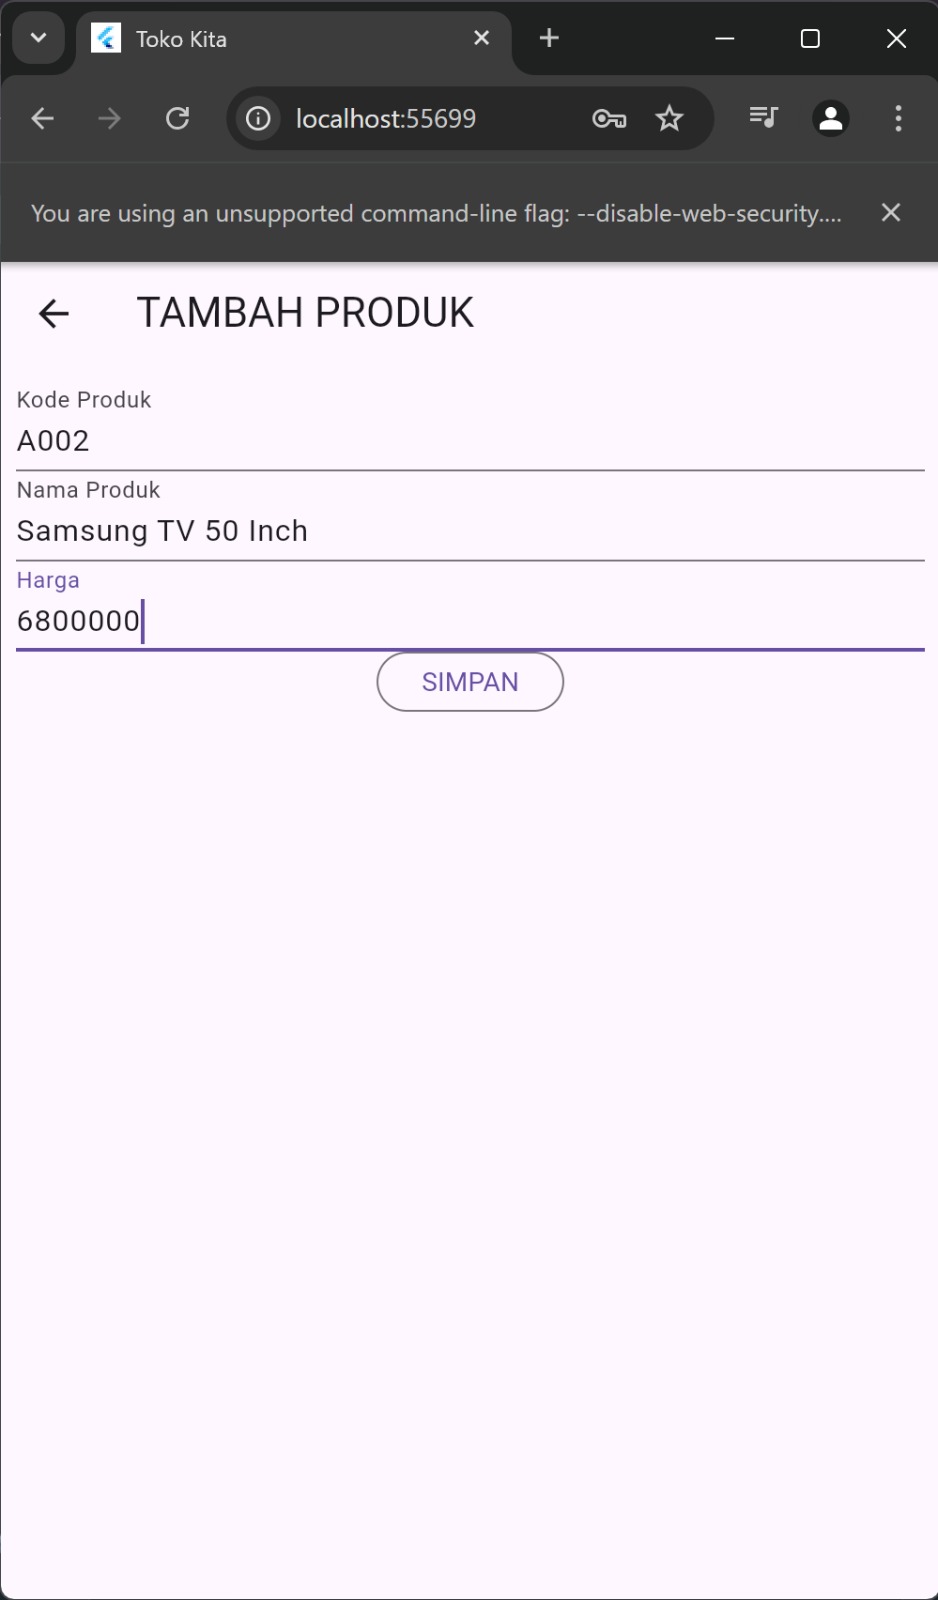 Toko Kita
localhost:55699
You are using an unsupported command-line flag: --disable-web-security....
TAMBAH PRODUK
Kode Produk
A002
Nama Produk
Samsung TV 50 Inch
Harga
6800000
SIMPAN